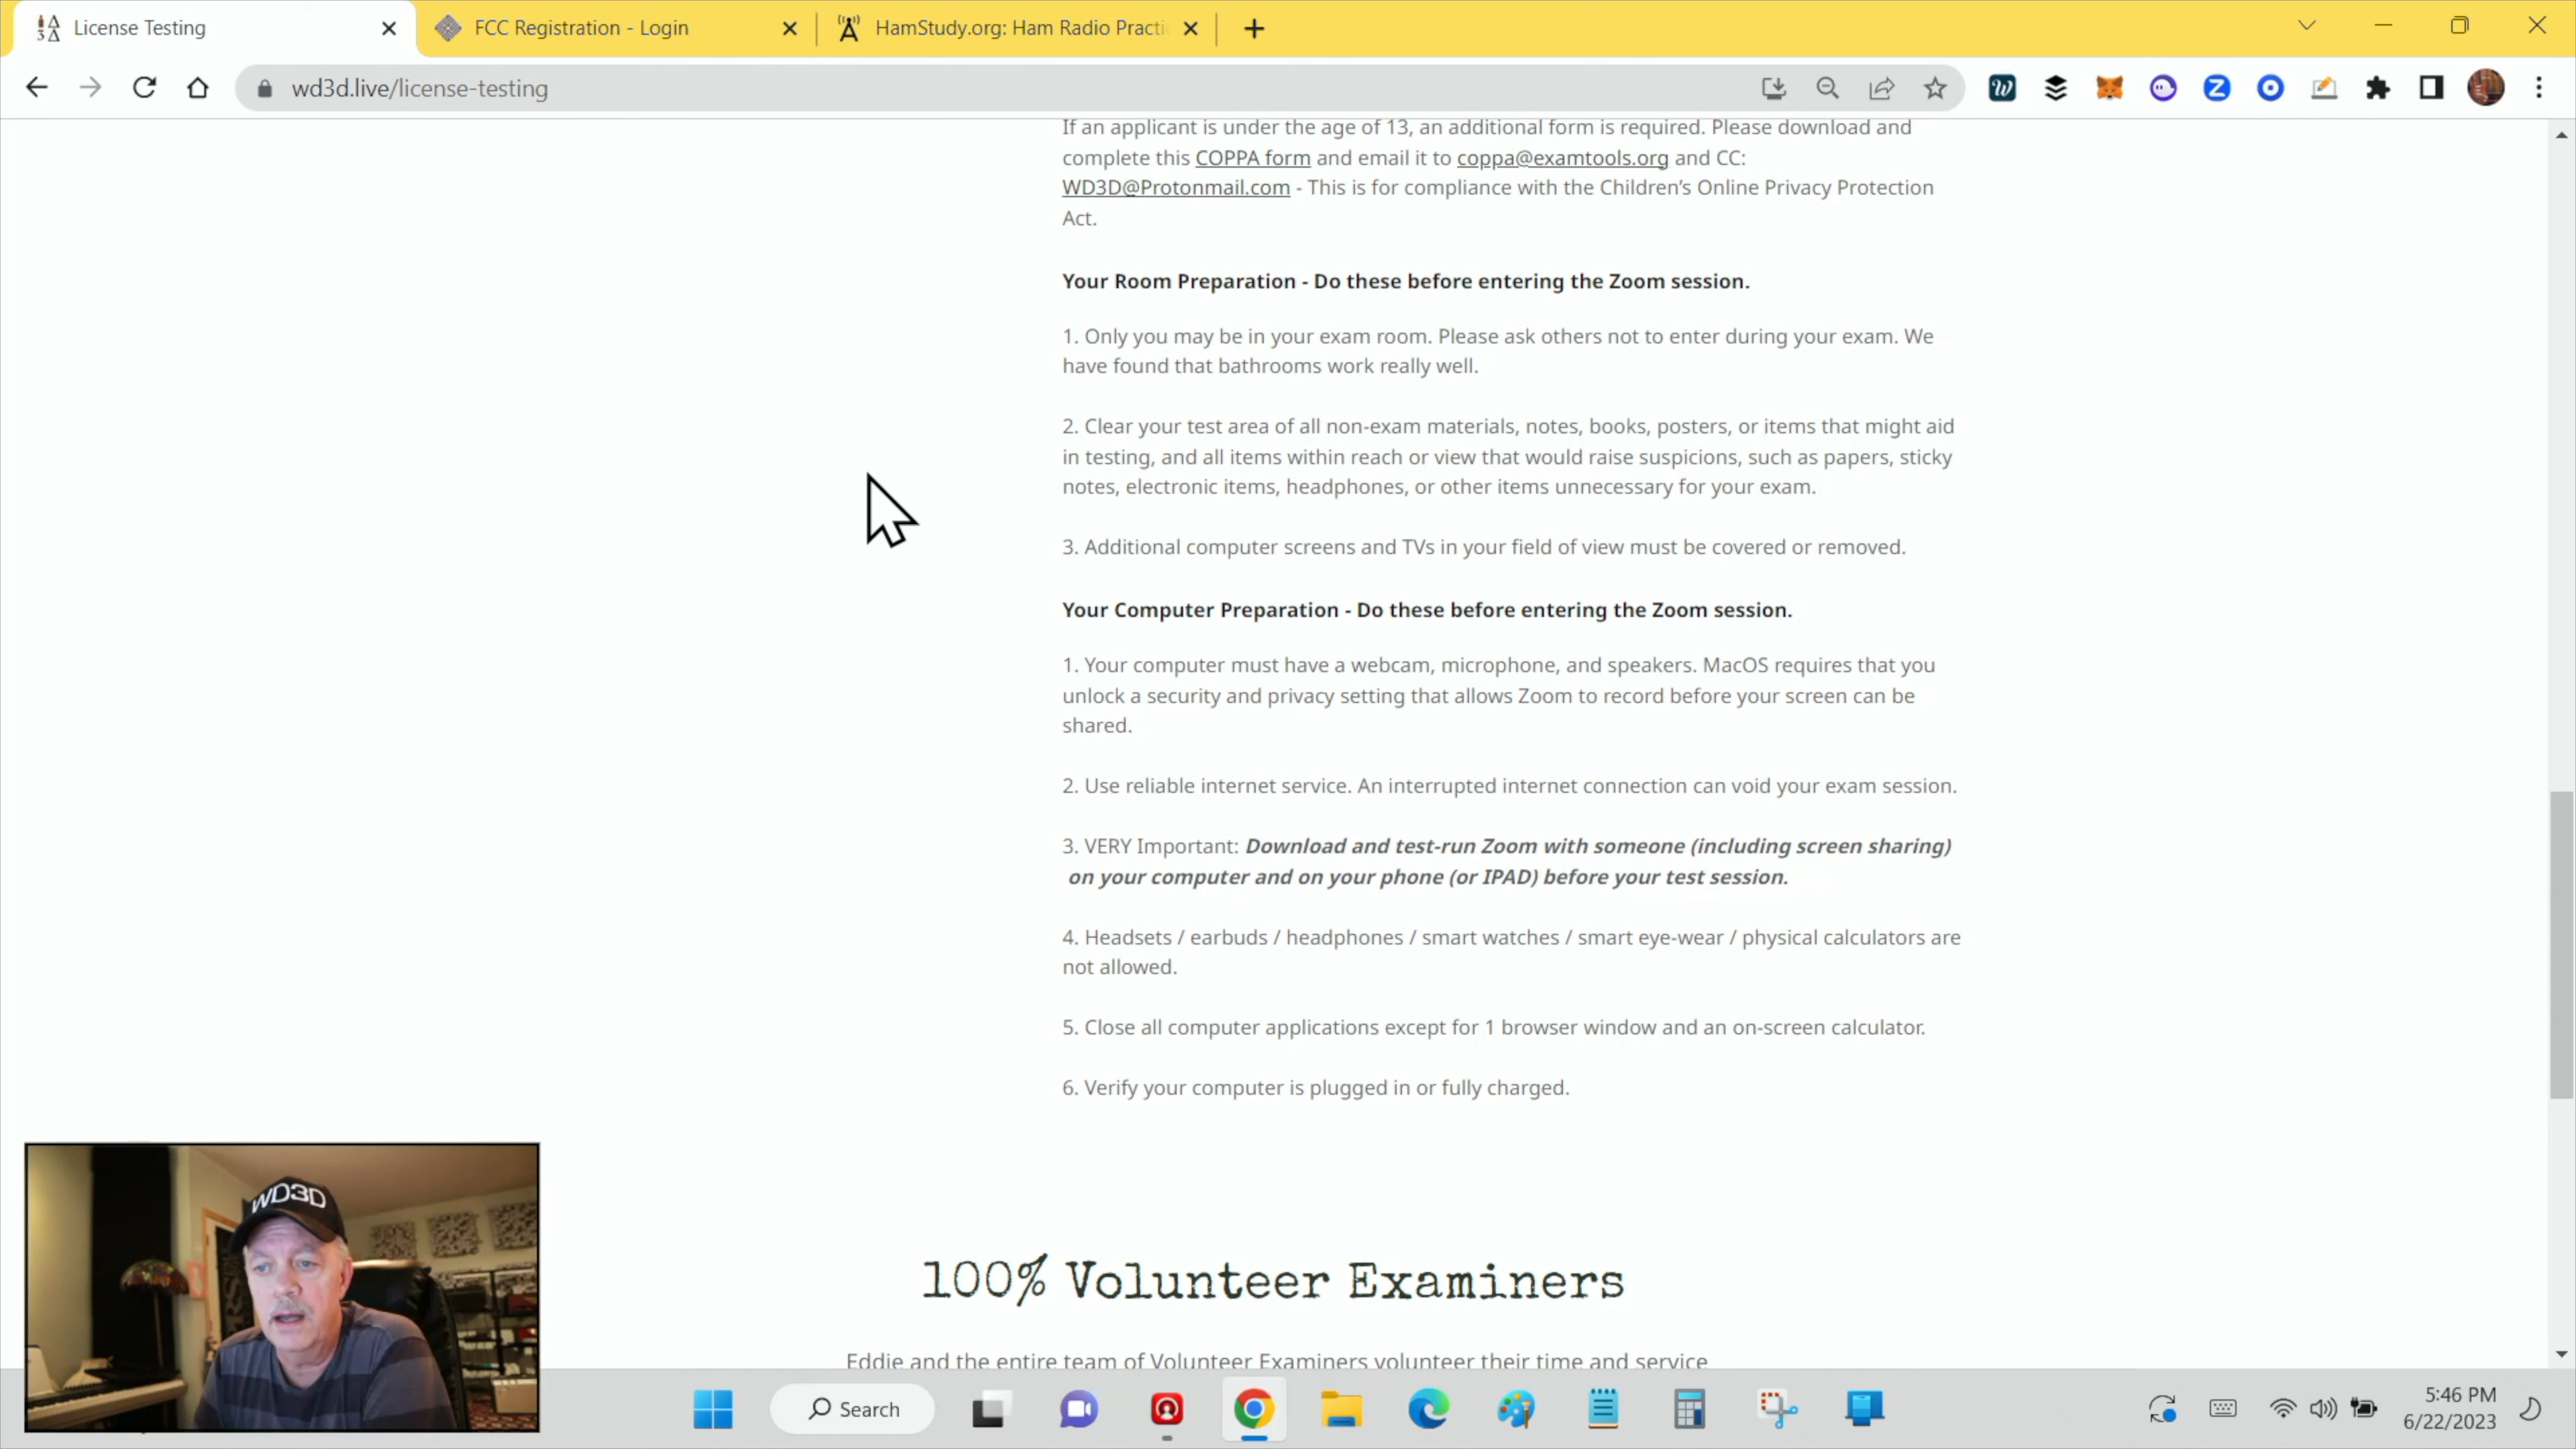 License Testing
FCC Registration - Login
HamStudy.org: Ham Radio Practi
wd3d.live/license-testing
If an applicant is under the age of 13, an additional form is required. Please download and
complete this COPPA form and email it to coppa@examtools.org and CC:
WD3D@Protonmail.com - This is for compliance with the Children's Online Privacy Protection
Act.
Your Room Preparation - Do these before entering the Zoom session.
1. Only you may be in your exam room. Please ask others not to enter during your exam. We
have found that bathrooms work really well.
2. Clear your test area of all non-exam materials, notes, books, posters, or items that might aid
in testing, and all items within reach or view that would raise suspicions, such as papers, sticky
notes, electronic items, headphones, or other items unnecessary for your exam.
3. Additional computer screens and TVs in your field of view must be covered or removed.
Your Computer Preparation - Do these before entering the Zoom session.
1. Your computer must have a webcam, microphone, and speakers. MacOS requires that you
unlock a security and privacy setting that allows Zoom to record before your screen can be
shared.
2. Use reliable internet service. An interrupted internet connection can void your exam session.
3. VERY Important: Download and test-run Zoom with someone (including screen sharing)
on your computer and on your phone (or IPAD) before your test session.
4. Headsets / earbuds / headphones / smart watches / smart eye-wear / physical calculators are
not allowed.
5. Close all computer applications except for 1 browser window and an on-screen calculator.
6. Verify your computer is plugged in or fully charged.
WD3D
100% Volunteer Examiners
Eddie and the entire team of Volunteer Examiners volunteer their time and service
Search
5:46 PM
6/22/2023